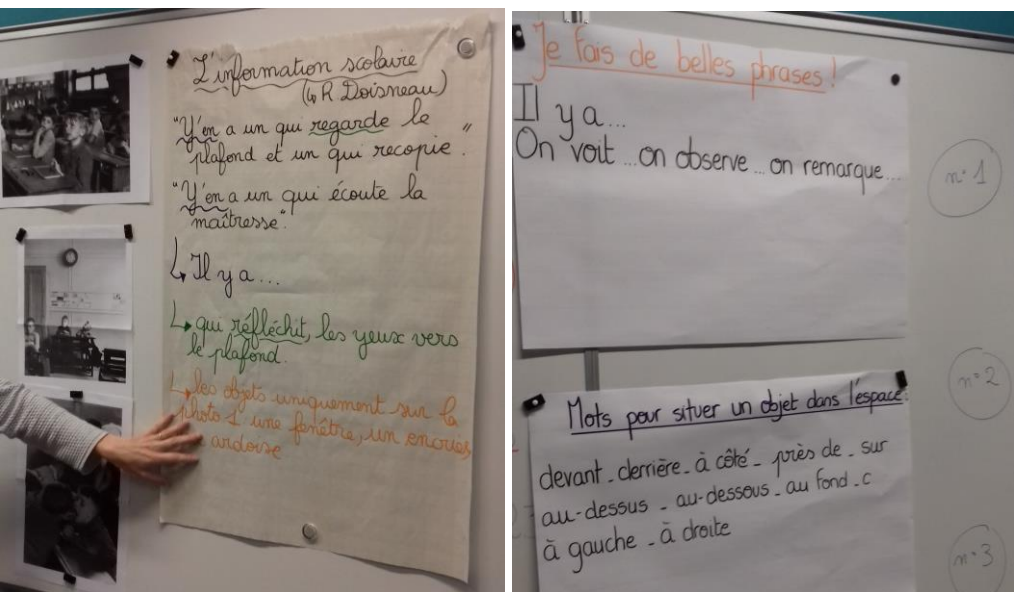 L'information scolaire
(↳ R Doisneau)
"Y'en a un qui regarde le
plafond et un qui recopie."
"Y'en a un qui écoute la
maîtresse".
↳ Il y a...
↳ qui réfléchit, les yeux vers
le plafond.
↳ les objets uniquement sur la
photo 1 une fenêtre, un encrier,
ardoise
Je fais de belles phrases !
Il y a...
On voit ... on observe ... on remarque...
n°1
n°2
Mots pour situer un objet dans l'espace :
devant - derrière - à côté - près de - sur
au-dessus - au-dessous - au fond - c
à gauche - à droite
n°3